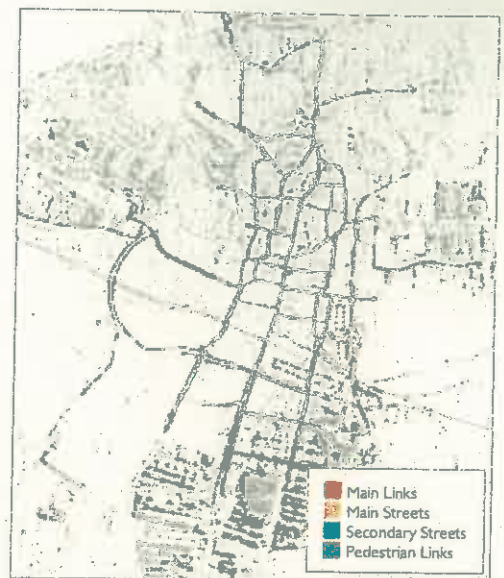 Main Links
Main Streets
Secondary Streets
Pedestrian Links